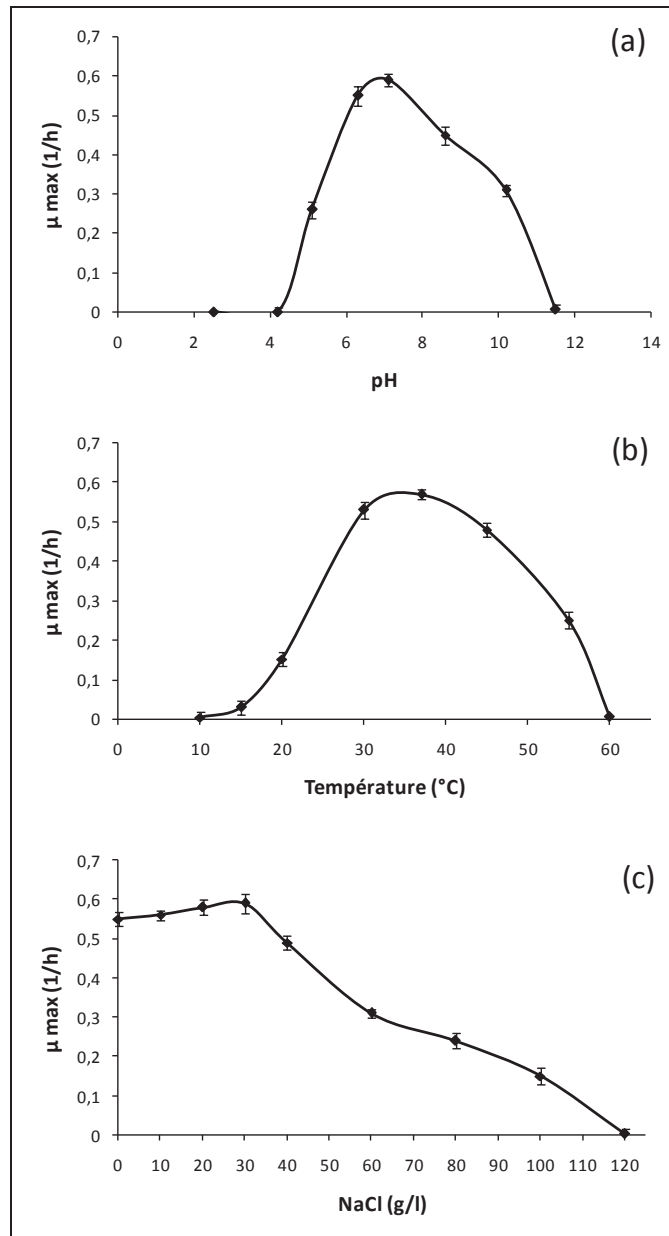 (a)
µ max (1/h)
0,7
0,6
0,5
0,4
0,3
0,2
0,1
0
0 2 4 6 8 10 12 14
pH
(b)
µ max (1/h)
0,7
0,6
0,5
0,4
0,3
0,2
0,1
0
0 10 20 30 40 50 60
Température (°C)
(c)
µ max (1/h)
0,7
0,6
0,5
0,4
0,3
0,2
0,1
0
0 10 20 30 40 50 60 70 80 90 100 110 120
NaCl (g/l)